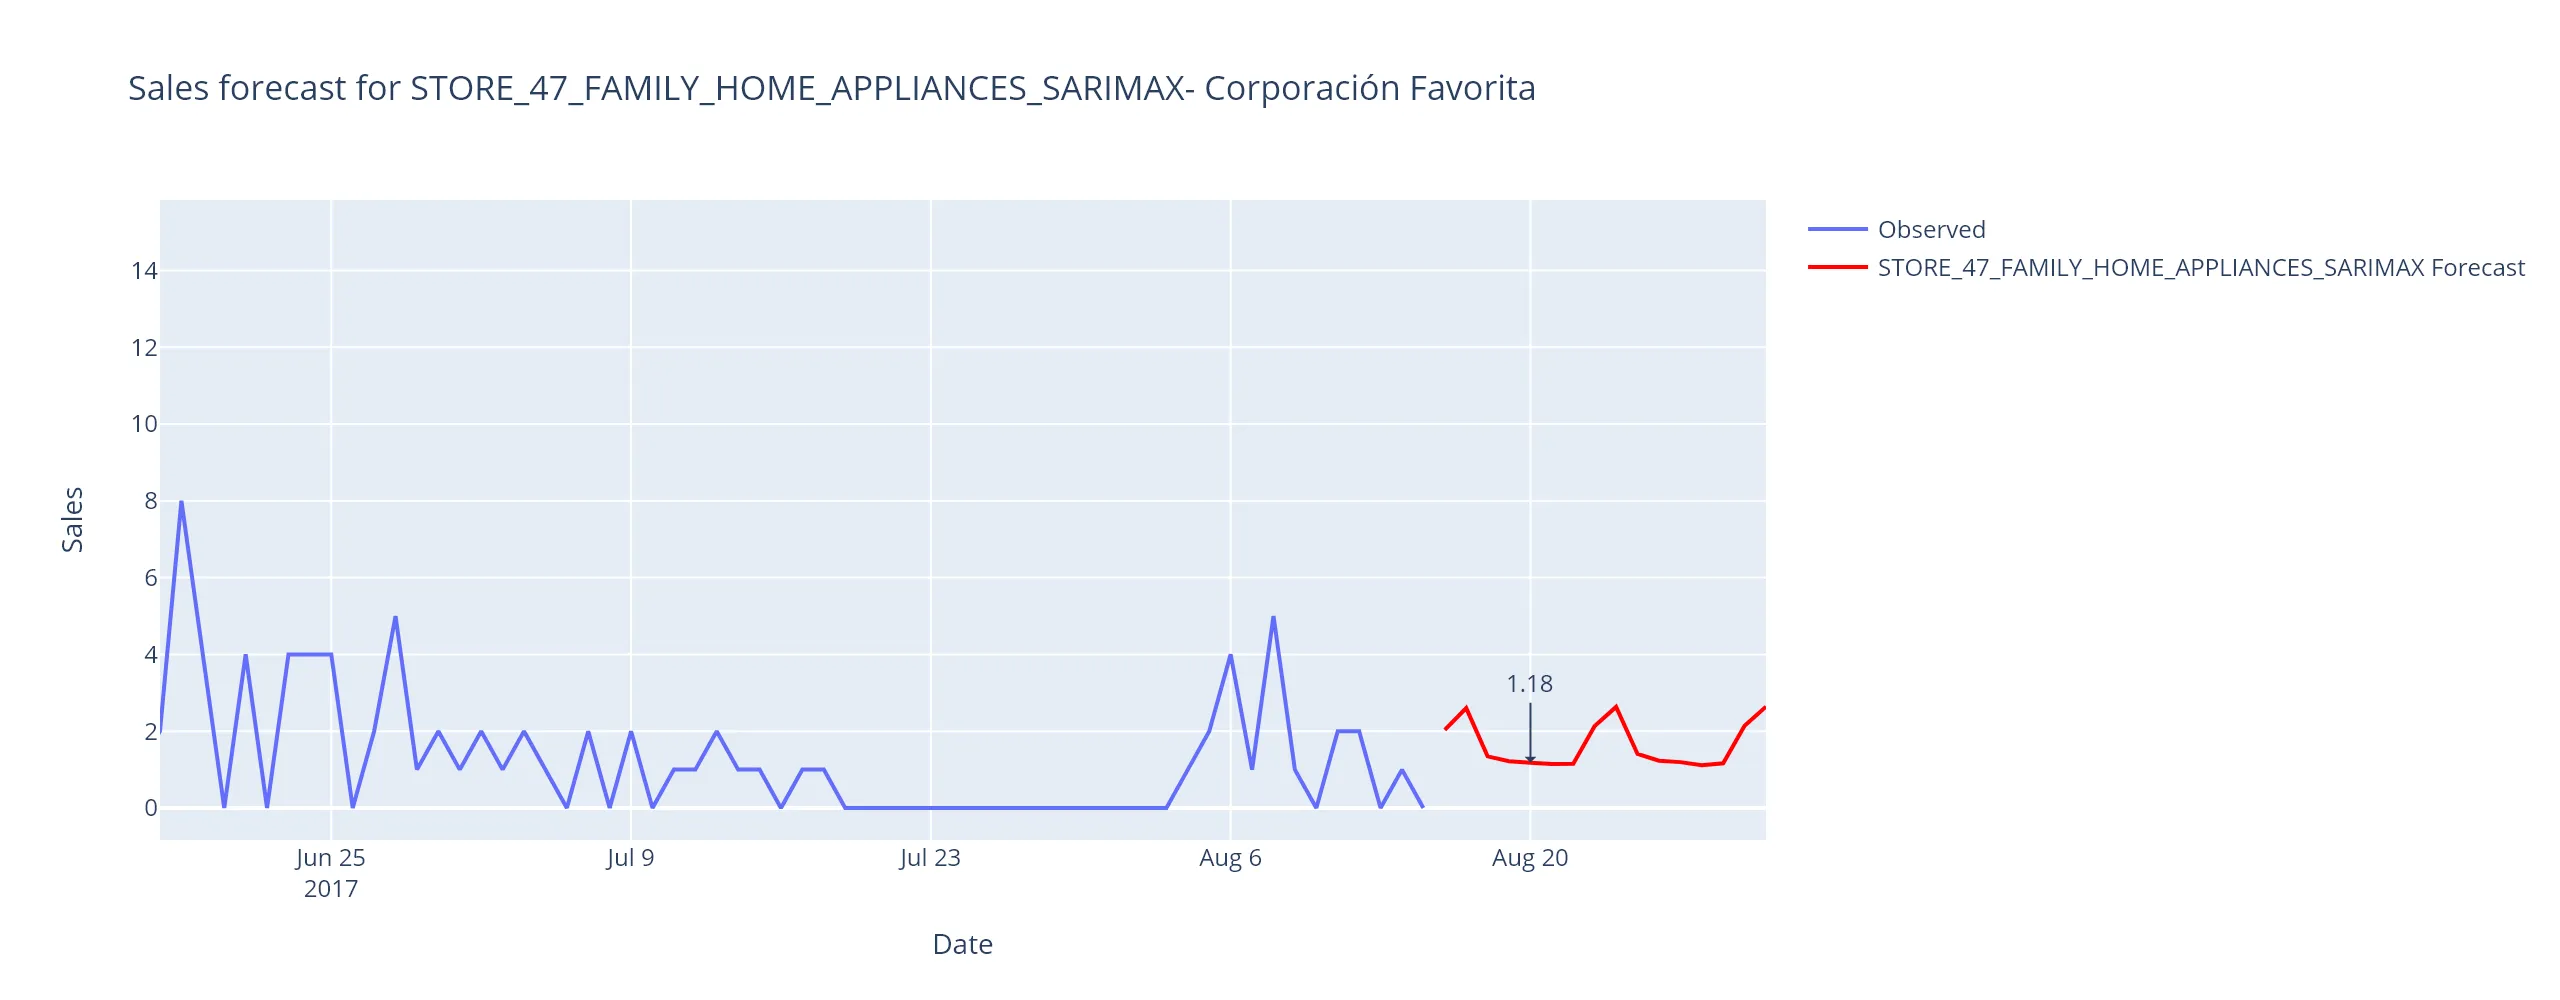 Sales forecast for STORE_47_FAMILY_HOME_APPLIANCES_SARIMAX- Corporación Favorita
Observed
STORE_47_FAMILY_HOME_APPLIANCES_SARIMAX Forecast
14
12
10
8
6
4
2
0
Sales
1.18
Jun 25
2017
Jul 9
Jul 23
Aug 6
Aug 20
Date